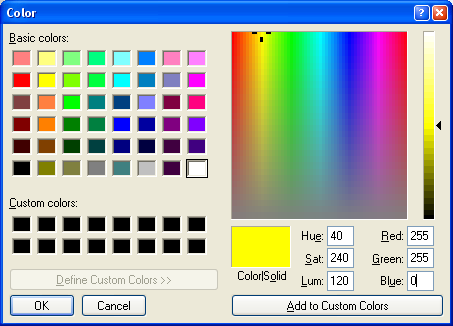 Color
Basic colors:
Custom colors:
Define Custom Colors >>
OK
Cancel
Hue: 40
Red: 255
Sat: 240
Green: 255
Color|Solid
Lum: 120
Blue: 0
Add to Custom Colors